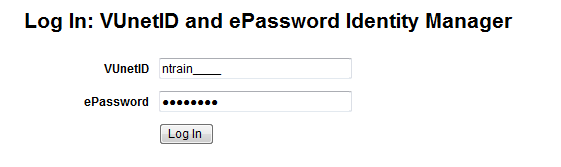 Log In: VUnetID and ePassword Identity Manager
VUnetID ntrain____
ePassword ●●●●●●●●
Log In